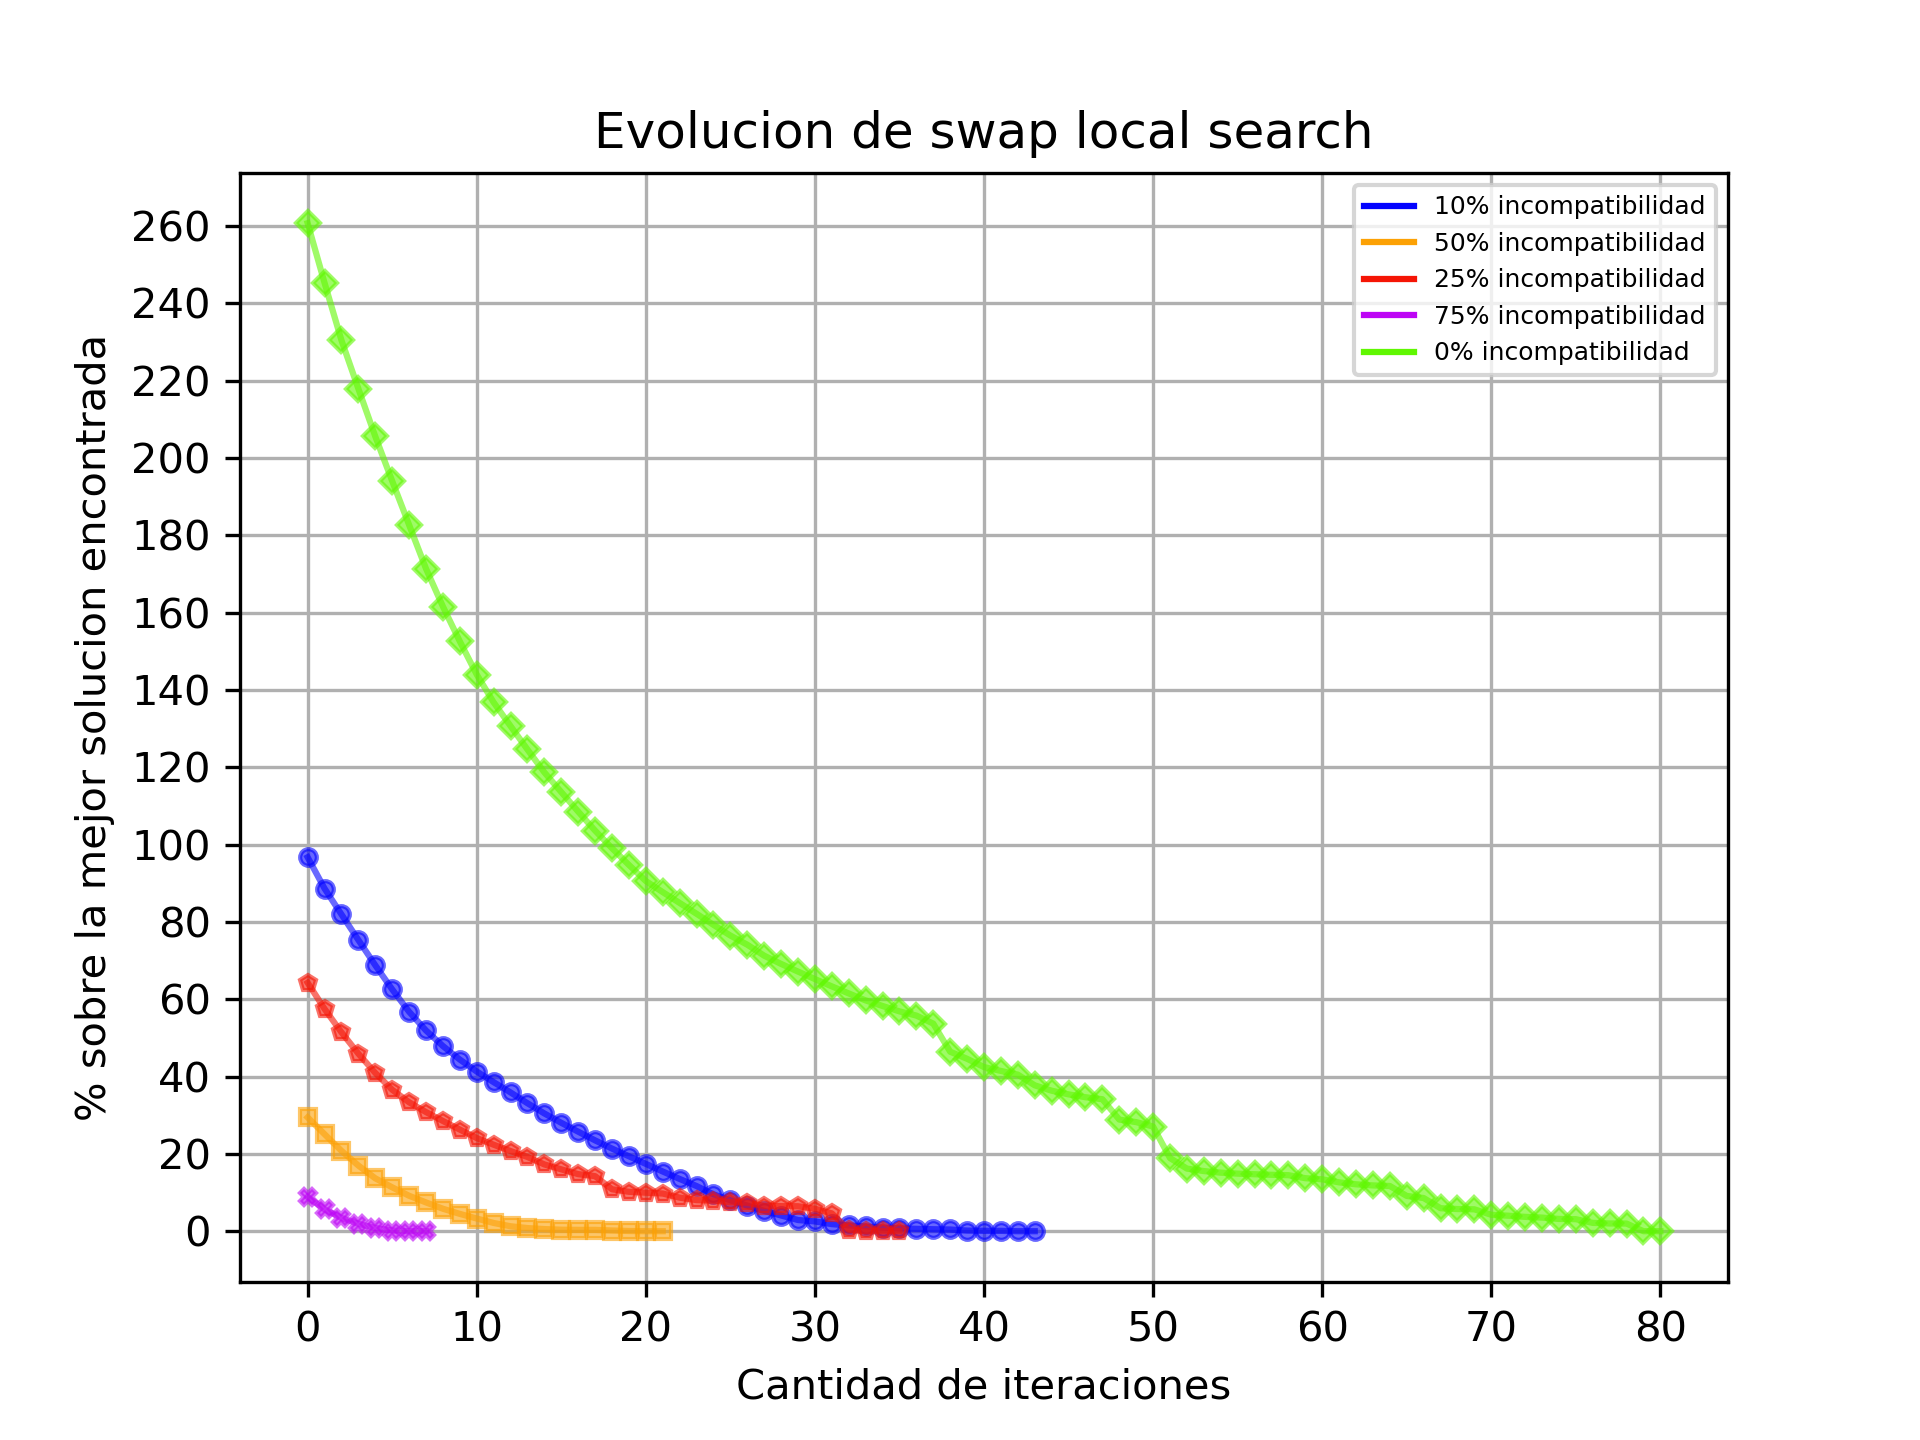 Evolucion de swap local search
10% incompatibilidad
50% incompatibilidad
25% incompatibilidad
75% incompatibilidad
0% incompatibilidad
% sobre la mejor solucion encontrada
260
240
220
200
180
160
140
120
100
80
60
40
20
0
0 10 20 30 40 50 60 70 80
Cantidad de iteraciones